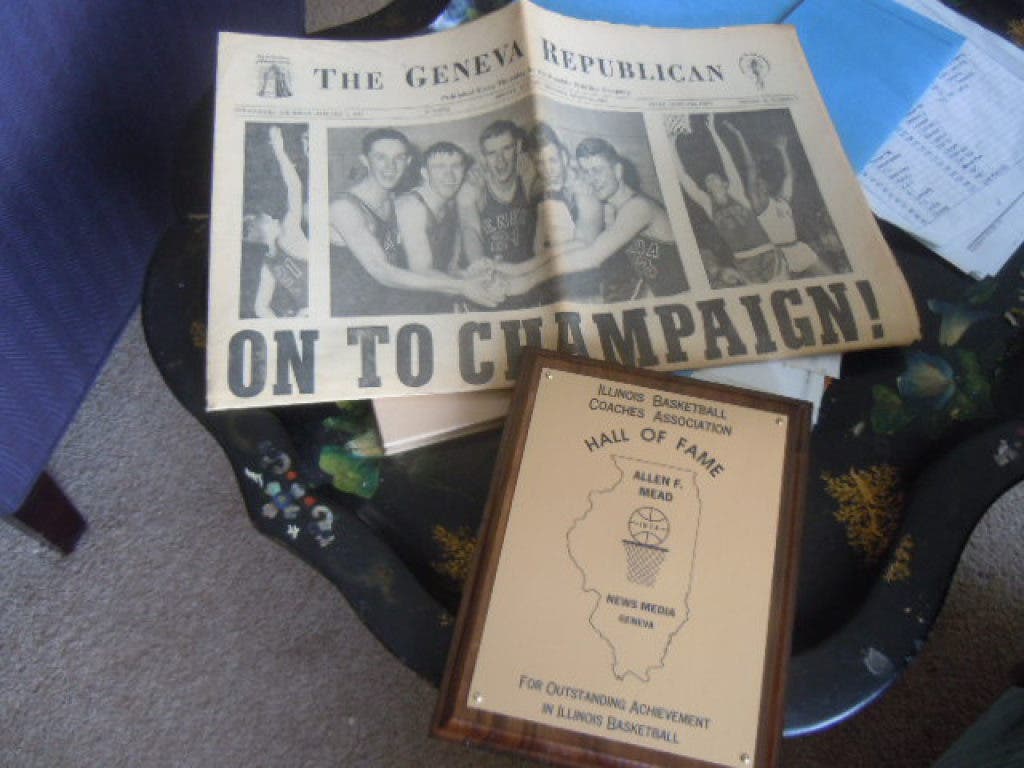 THE GENEVA REPUBLICAN
ON TO CHAMPAIGN!
44
ILLINOIS BASKETBALL
COACHES ASSOCIATION
HALL OF FAME
ALLEN F.
MEAD
NEWS MEDIA
GENEVA
FOR OUTSTANDING ACHIEVEMENT
IN ILLINOIS BASKETBALL